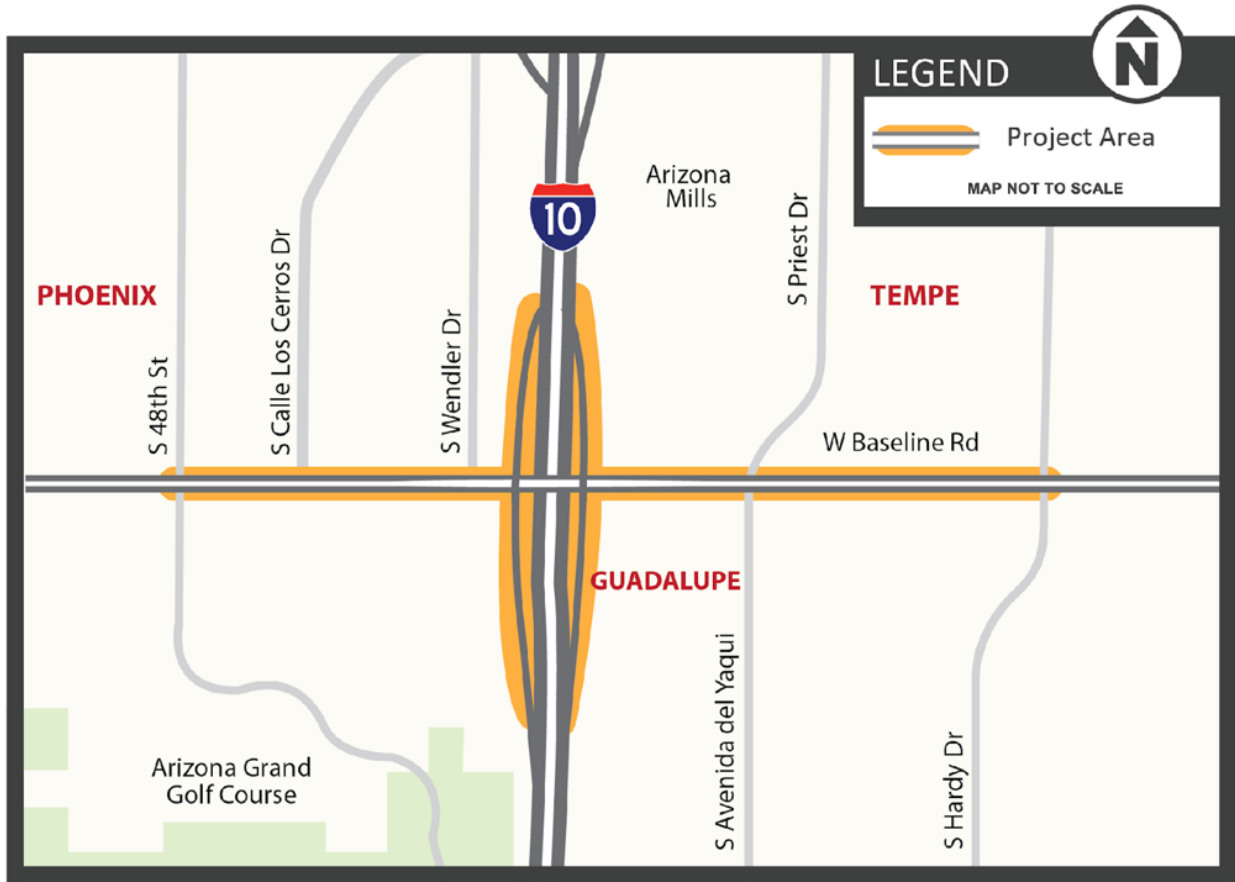 N
LEGEND
Project Area
MAP NOT TO SCALE
Arizona
Mills
10
PHOENIX
S 48th St
S Calle Los Cerros Dr
S Wendler Dr
S Priest Dr
TEMPE
W Baseline Rd
GUADALUPE
Arizona Grand
Golf Course
S Avenida del Yaqui
S Hardy Dr